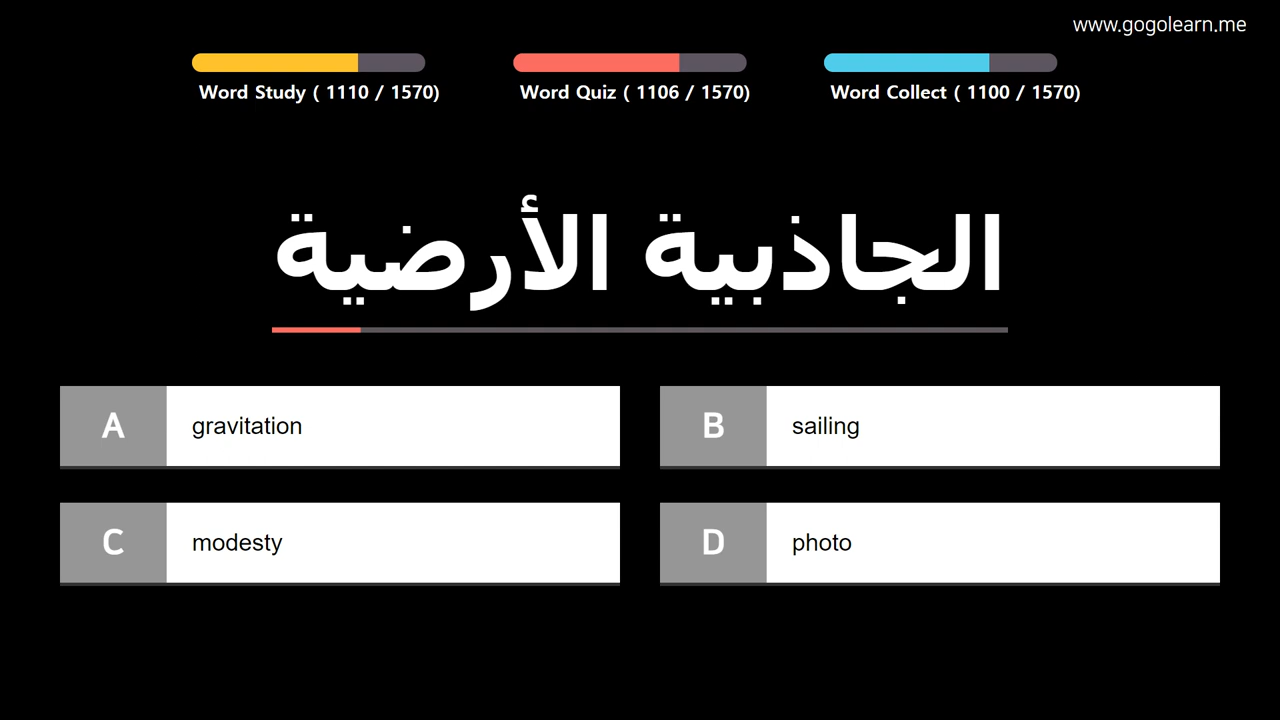 www.gogolearn.me
Word Study ( 1110 / 1570)
Word Quiz ( 1106 / 1570)
Word Collect ( 1100 / 1570)
الجاذبية الأرضية
A gravitation
B sailing
C modesty
D photo